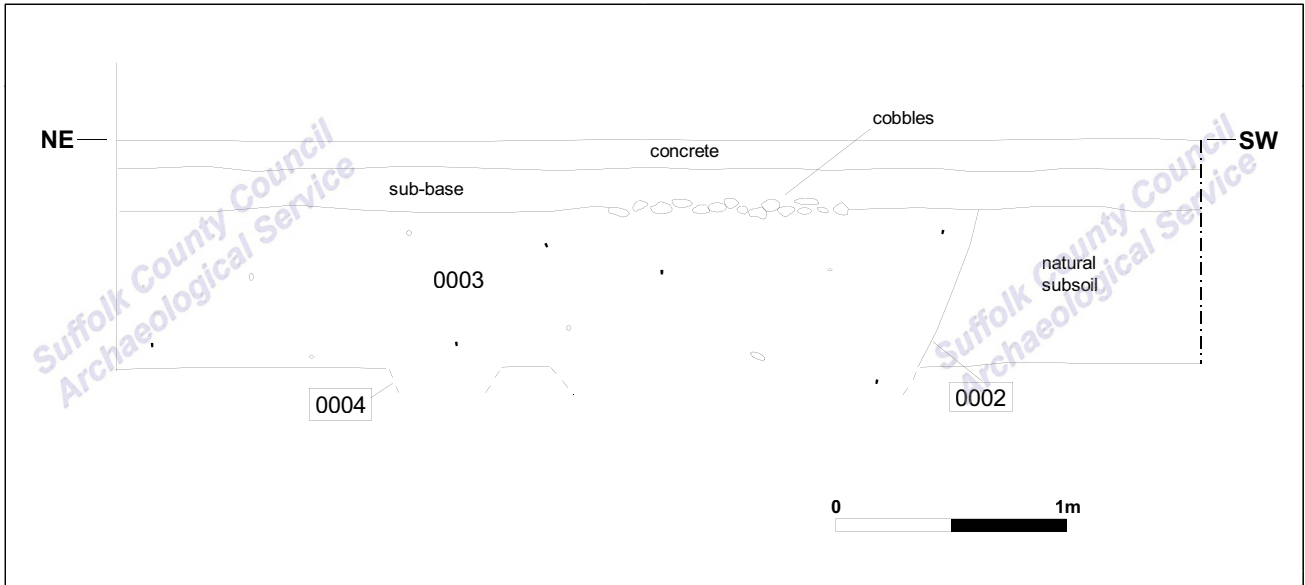 cobbles
NE
SW
concrete
sub-base
Suffolk County Council
Archaeological Service
Suffolk County Council
Archaeological Service
0003
natural
subsoil
0004
0002
0
1m